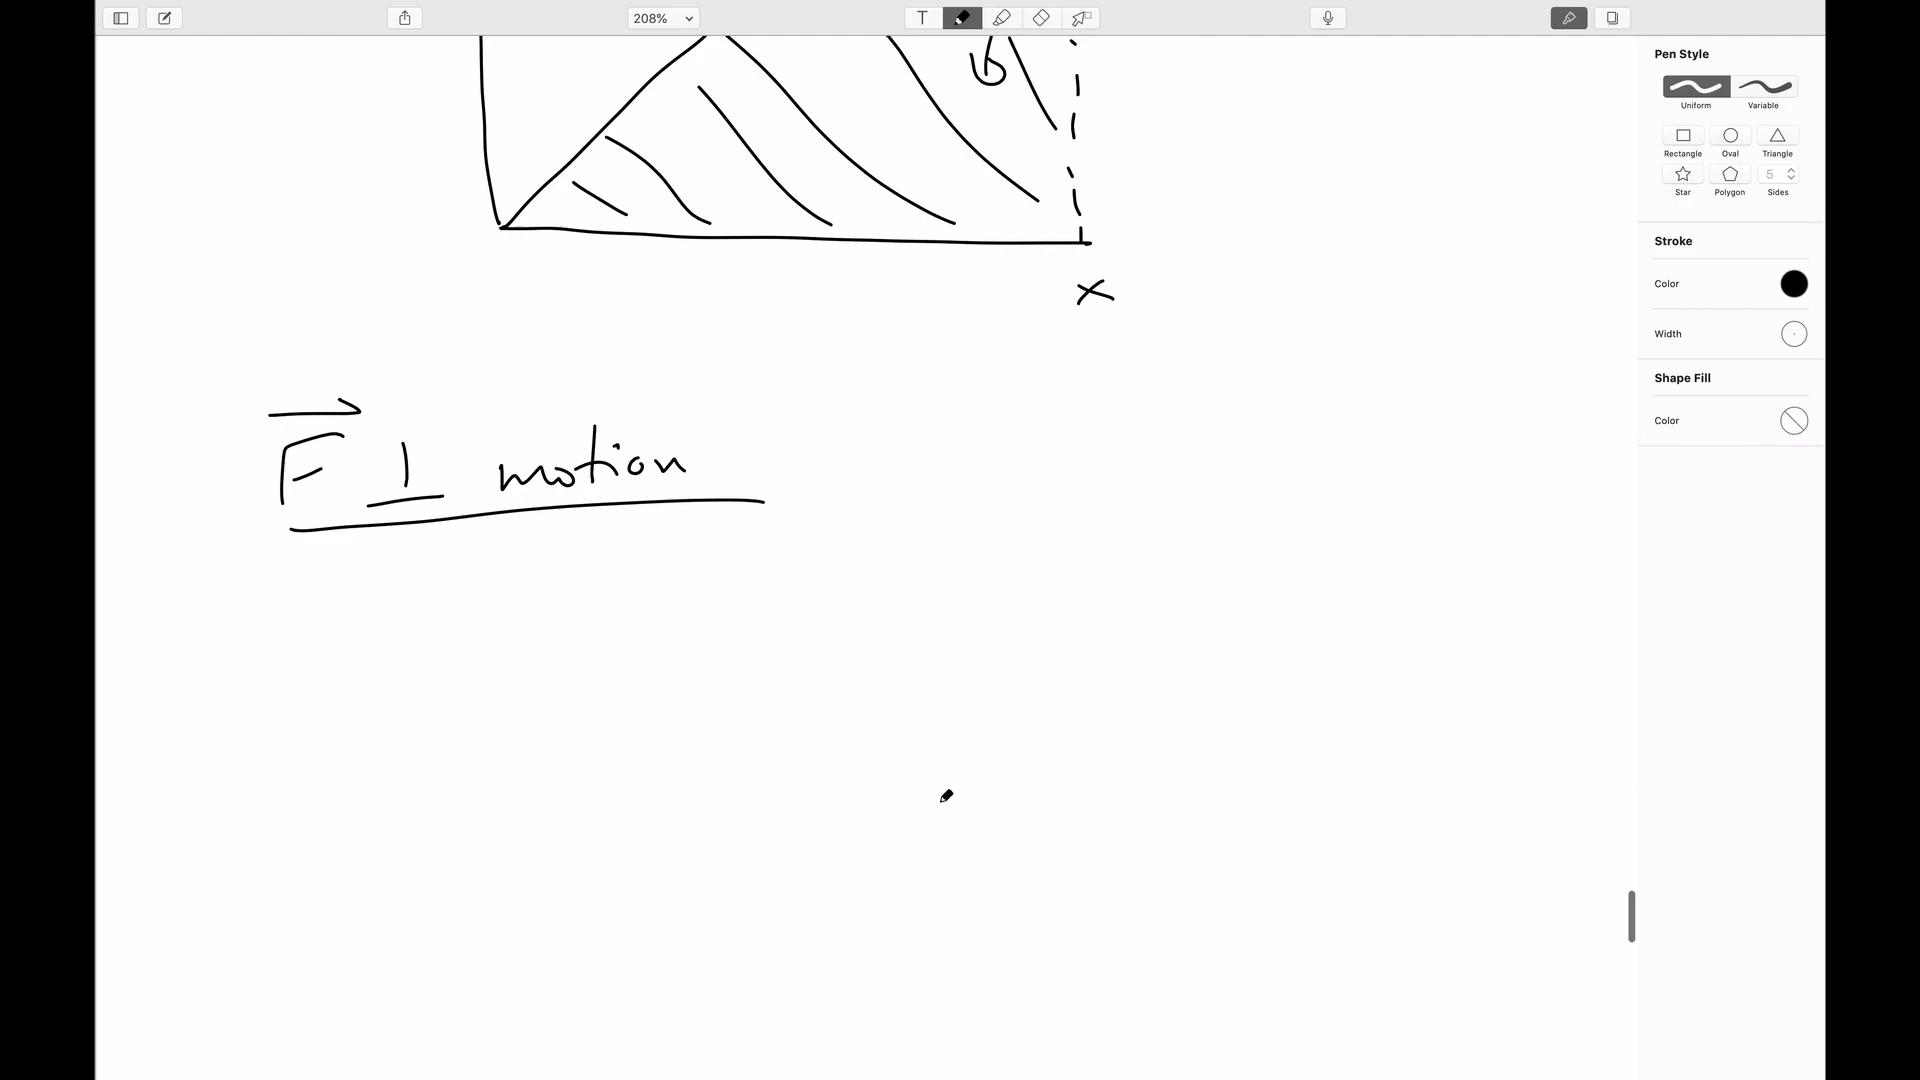 208%
T
Pen Style
Uniform
Variable
Rectangle
Oval
Triangle
5
Star
Polygon
Sides
Stroke
Color
Width
Shape Fill
Color
x
F ⊥ motion